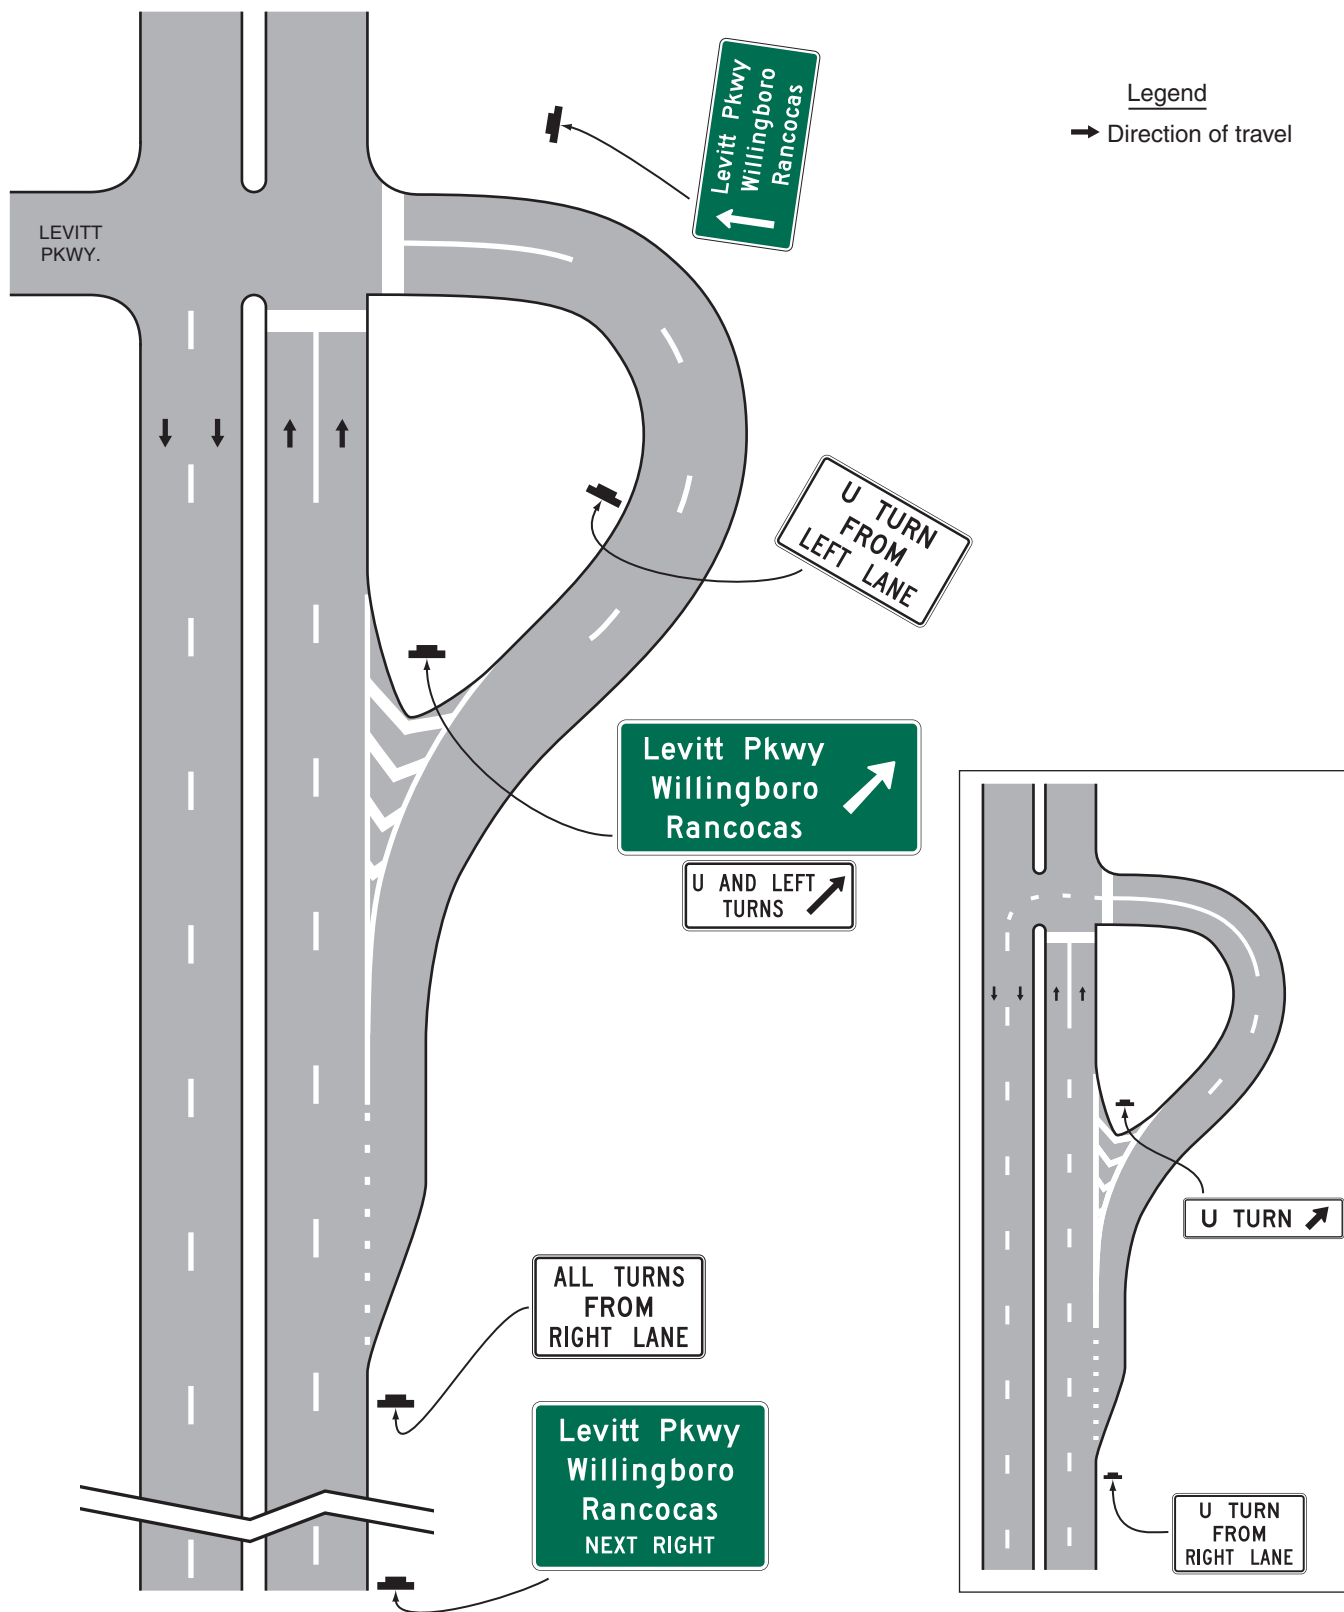 Levitt Pkwy
Willingboro
Rancocas
Legend
Direction of travel
LEVITT
PKWY.
U TURN
FROM
LEFT LANE
Levitt Pkwy
Willingboro
Rancocas
U AND LEFT
TURNS
U TURN
ALL TURNS
FROM
RIGHT LANE
Levitt Pkwy
Willingboro
Rancocas
NEXT RIGHT
U TURN
FROM
RIGHT LANE